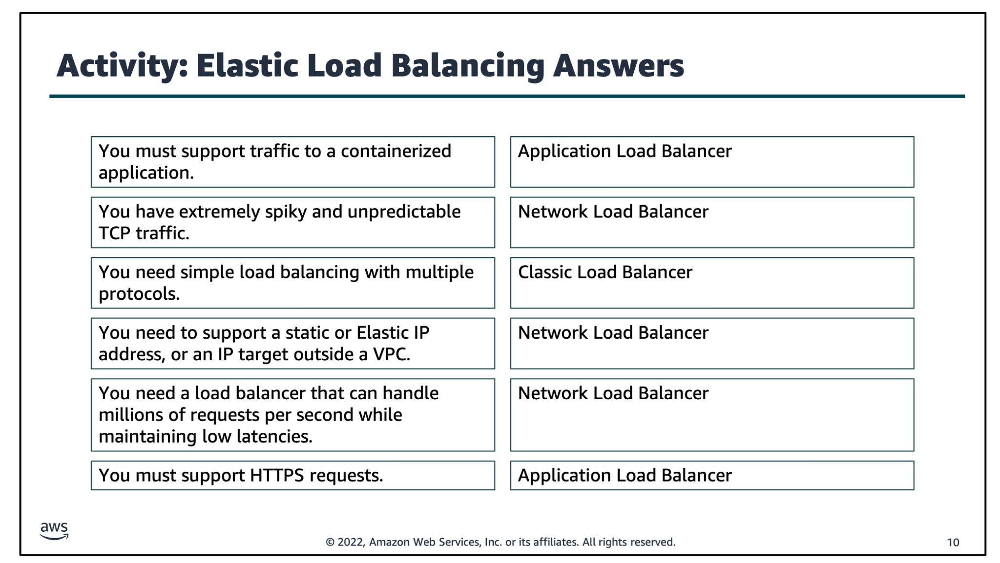 Activity: Elastic Load Balancing Answers
You must support traffic to a containerized
application.
Application Load Balancer
You have extremely spiky and unpredictable
TCP traffic.
Network Load Balancer
You need simple load balancing with multiple
protocols.
Classic Load Balancer
You need to support a static or Elastic IP
address, or an IP target outside a VPC.
Network Load Balancer
You need a load balancer that can handle
millions of requests per second while
maintaining low latencies.
Network Load Balancer
You must support HTTPS requests.
Application Load Balancer
aws
© 2022, Amazon Web Services, Inc. or its affiliates. All rights reserved.
10